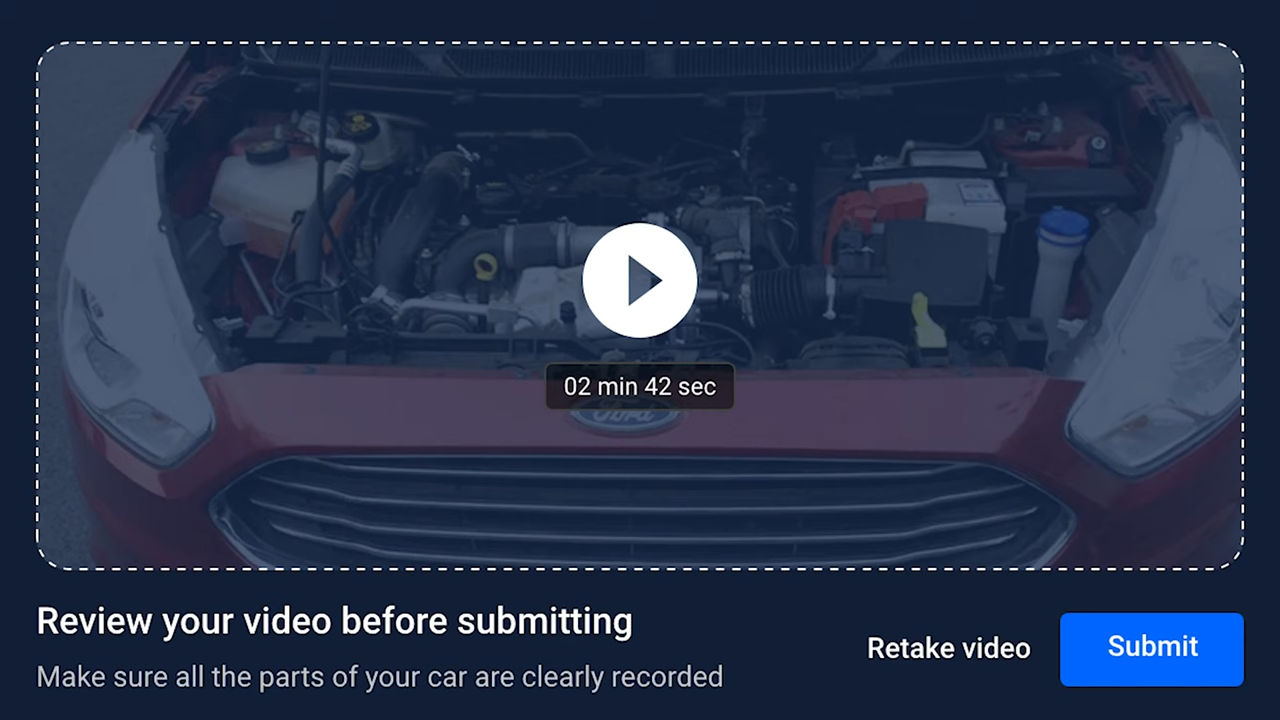 02 min 42 sec
Ford
Review your video before submitting
Make sure all the parts of your car are clearly recorded
Retake video
Submit